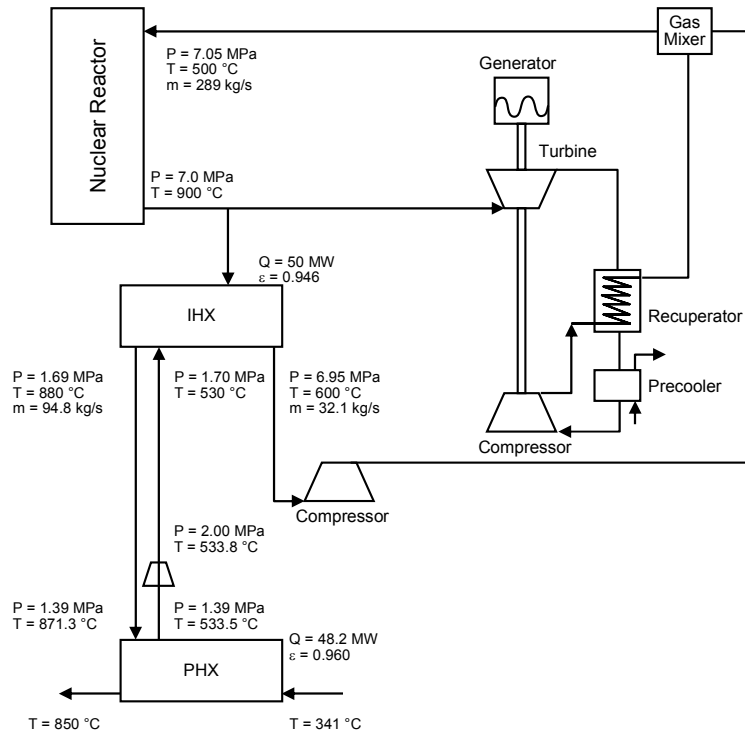 Nuclear Reactor
Gas
Mixer
P = 7.05 MPa
T = 500 °C
m = 289 kg/s
Generator
Turbine
P = 7.0 MPa
T = 900 °C
Q = 50 MW
ε = 0.946
IHX
Recuperator
P = 1.69 MPa
T = 880 °C
m = 94.8 kg/s
P = 1.70 MPa
T = 530 °C
P = 6.95 MPa
T = 600 °C
m = 32.1 kg/s
Precooler
Compressor
Compressor
P = 2.00 MPa
T = 533.8 °C
P = 1.39 MPa
T = 871.3 °C
P = 1.39 MPa
T = 533.5 °C
Q = 48.2 MW
ε = 0.960
PHX
T = 850 °C
T = 341 °C